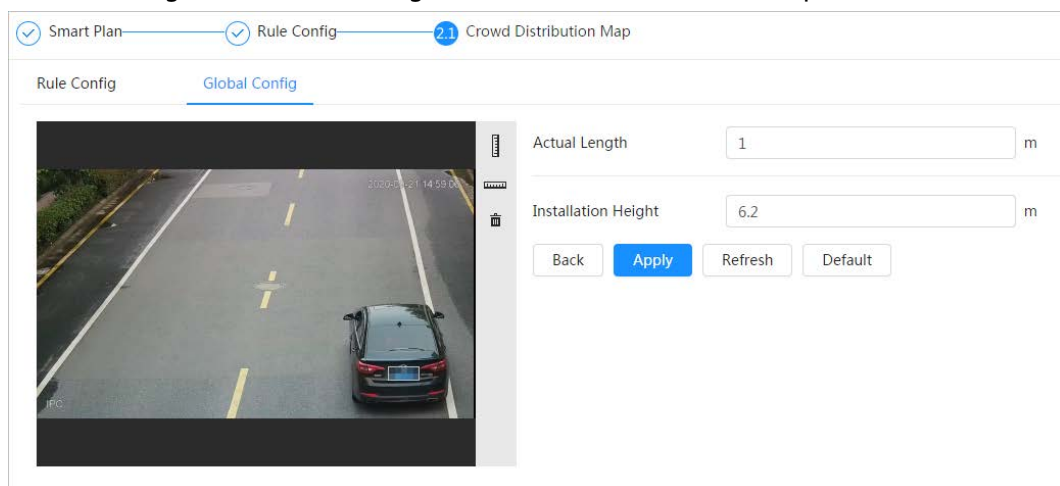 Smart Plan Rule Config 2.1 Crowd Distribution Map
Rule Config Global Config
Actual Length 1 m
Installation Height 6.2 m
Back Apply Refresh Default
IPC